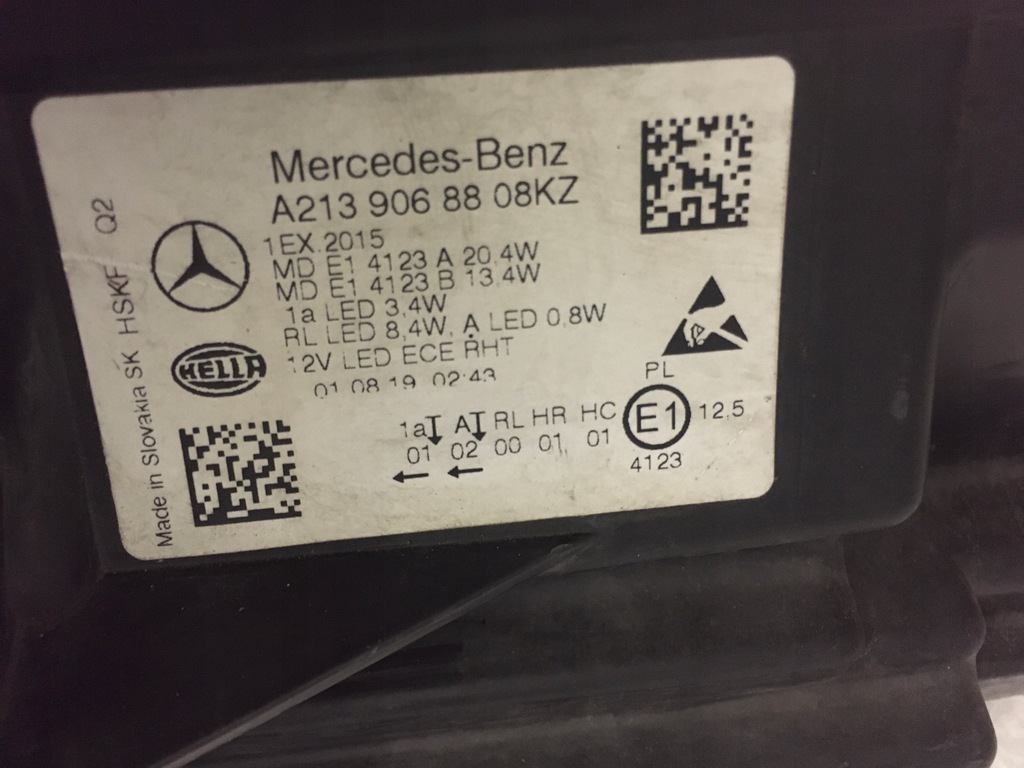 Mercedes-Benz
A213 906 88 08KZ
1EX.2015
MD E1 4123 A 20.4W
MD E1 4123 B 13.4W
1a LED 3,4W
RL LED 8,4W, A LED 0,8W
12V LED ECE RHT
01 08 19 02:43
HELLA
Made in Slovakia SK HSKF Q2
PL
1a A RL HR HC E1 12,5
01 02 00 01 01
4123